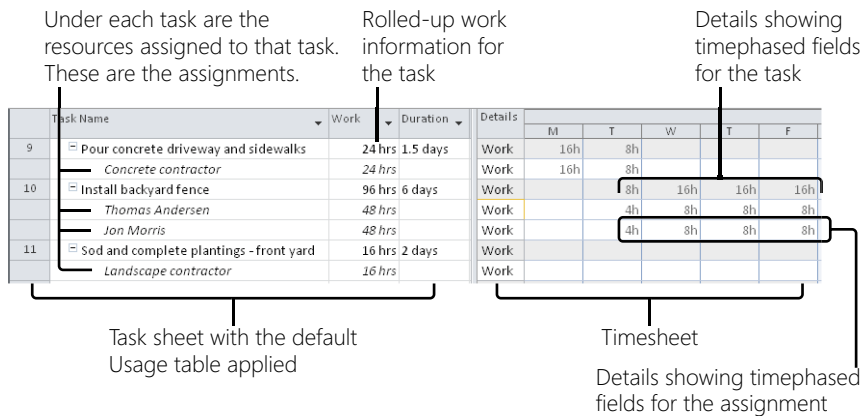 Under each task are the
resources assigned to that task.
These are the assignments.
Rolled-up work
information for
the task
Details showing
timephased fields
for the task
Task Name Work Duration Details
M T W T F
9 Pour concrete driveway and sidewalks 24 hrs 1.5 days Work 16h 8h
Concrete contractor 24 hrs Work 16h 8h
10 Install backyard fence 96 hrs 6 days Work 8h 16h 16h 16h
Thomas Andersen 48 hrs Work 4h 8h 8h 8h
Jon Morris 48 hrs Work 4h 8h 8h 8h
11 Sod and complete plantings - front yard 16 hrs 2 days Work
Landscape contractor 16 hrs Work
Task sheet with the default
Usage table applied
Timesheet
Details showing timephased
fields for the assignment